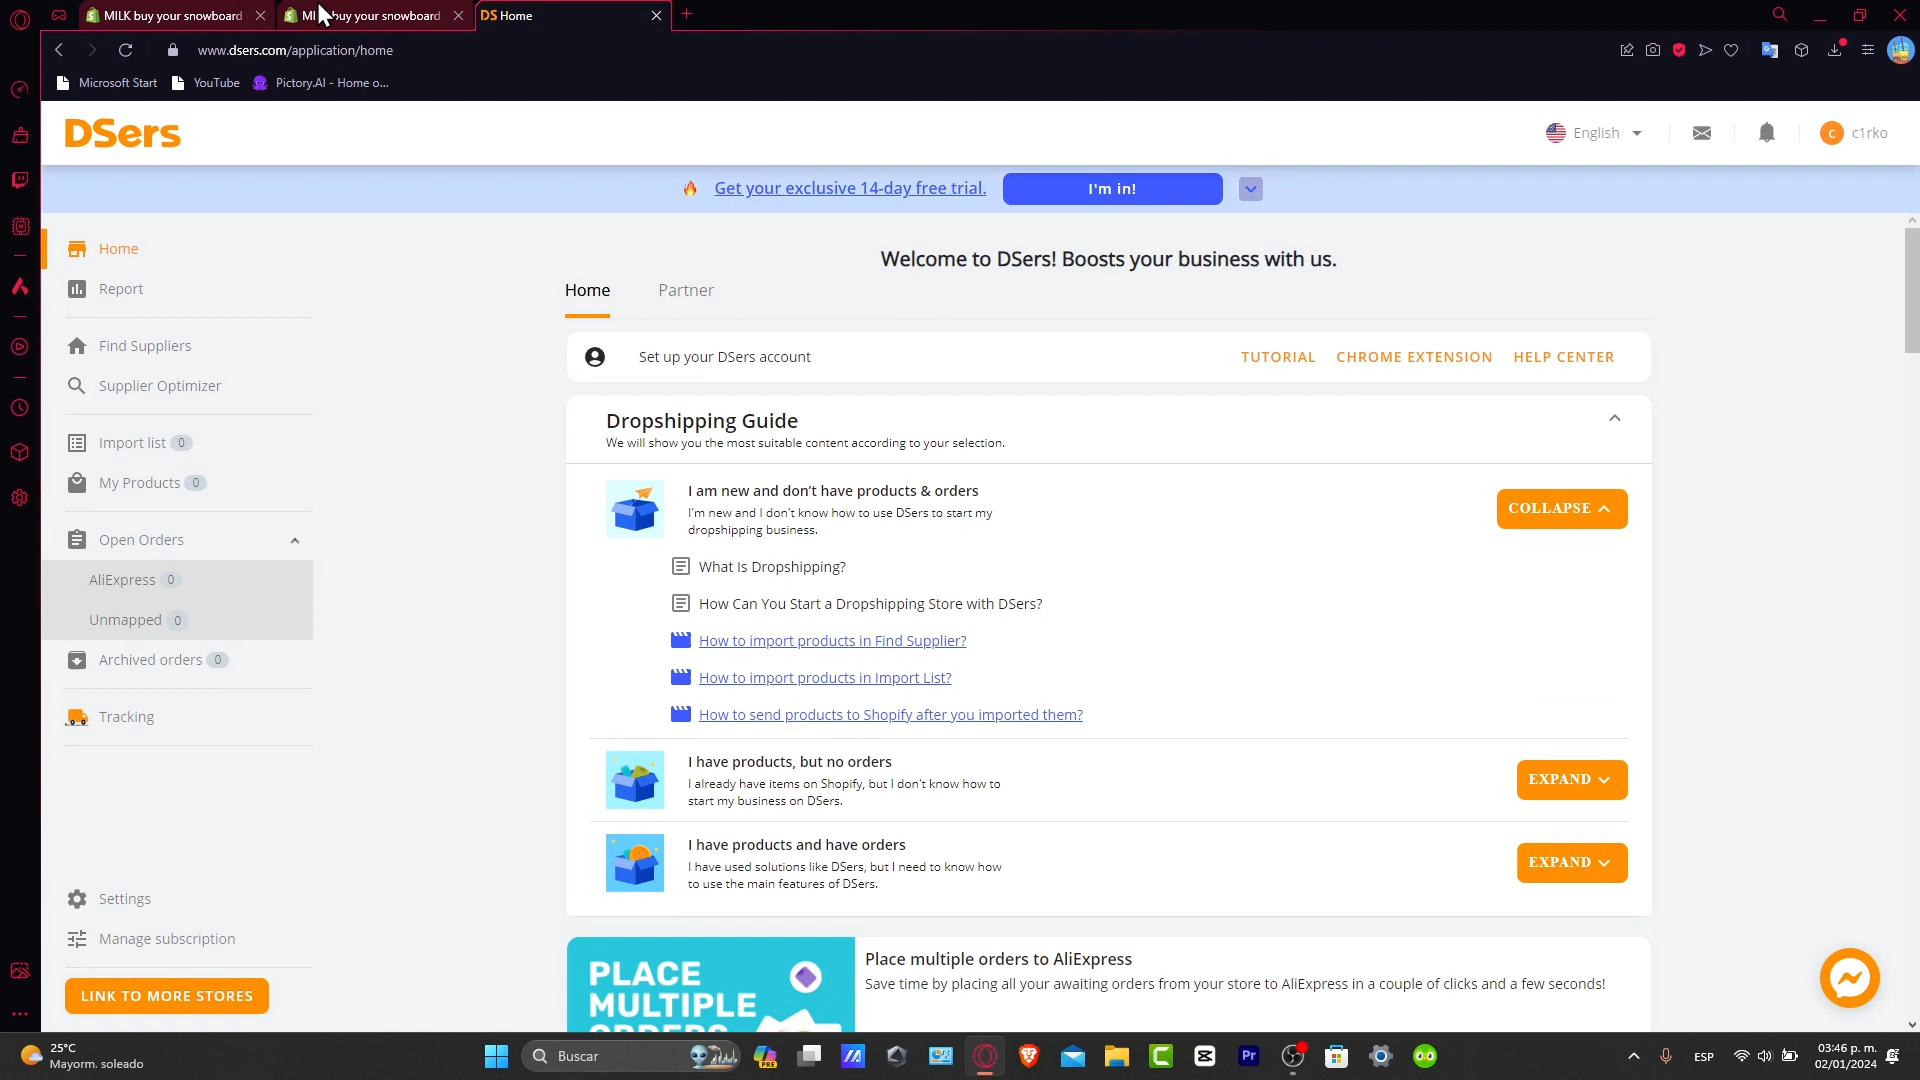 MILK buy your snowboard
MI buy your snowboard
DS Home
www.dsers.com/application/home
Microsoft Start
YouTube
Pictory.AI - Home o...
DSers
English
c
c1rko
Get your exclusive 14-day free trial.
I'm in!
Home
Report
Find Suppliers
Supplier Optimizer
Import list 0
My Products 0
Open Orders
AliExpress 0
Unmapped 0
Archived orders 0
Tracking
Settings
Manage subscription
LINK TO MORE STORES
Welcome to DSers! Boosts your business with us.
Home
Partner
Set up your DSers account
TUTORIAL
CHROME EXTENSION
HELP CENTER
Dropshipping Guide
We will show you the most suitable content according to your selection.
I am new and don’t have products & orders
I'm new and I don't know how to use DSers to start my
dropshipping business.
COLLAPSE
What Is Dropshipping?
How Can You Start a Dropshipping Store with DSers?
How to import products in Find Supplier?
How to import products in Import List?
How to send products to Shopify after you imported them?
I have products, but no orders
I already have items on Shopify, but I don't know how to
start my business on DSers.
EXPAND
I have products and have orders
I have used solutions like DSers, but I need to know how
to use the main features of DSers.
EXPAND
PLACE
MULTIPLE
ORDERS
Place multiple orders to AliExpress
Save time by placing all your awaiting orders from your store to AliExpress in a couple of clicks and a few seconds!
25°C
Mayorm. soleado
Buscar
PRE
Pr
ESP
03:46 p. m.
02/01/2024